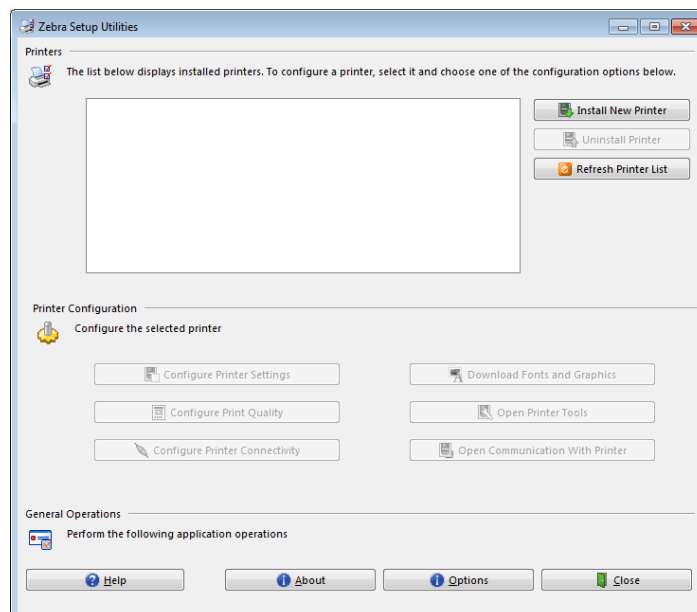 Zebra Setup Utilities
Printers
The list below displays installed printers. To configure a printer, select it and choose one of the configuration options below.
Install New Printer
Uninstall Printer
Refresh Printer List
Printer Configuration
Configure the selected printer
Configure Printer Settings
Download Fonts and Graphics
Configure Print Quality
Open Printer Tools
Configure Printer Connectivity
Open Communication With Printer
General Operations
Perform the following application operations
Help
About
Options
Close